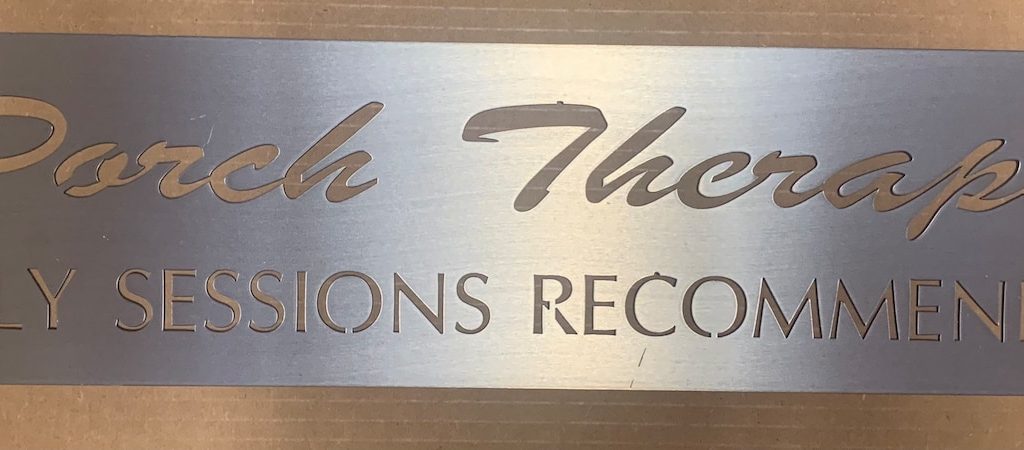 Porch Therap
LY SESSIONS RECOMMEN